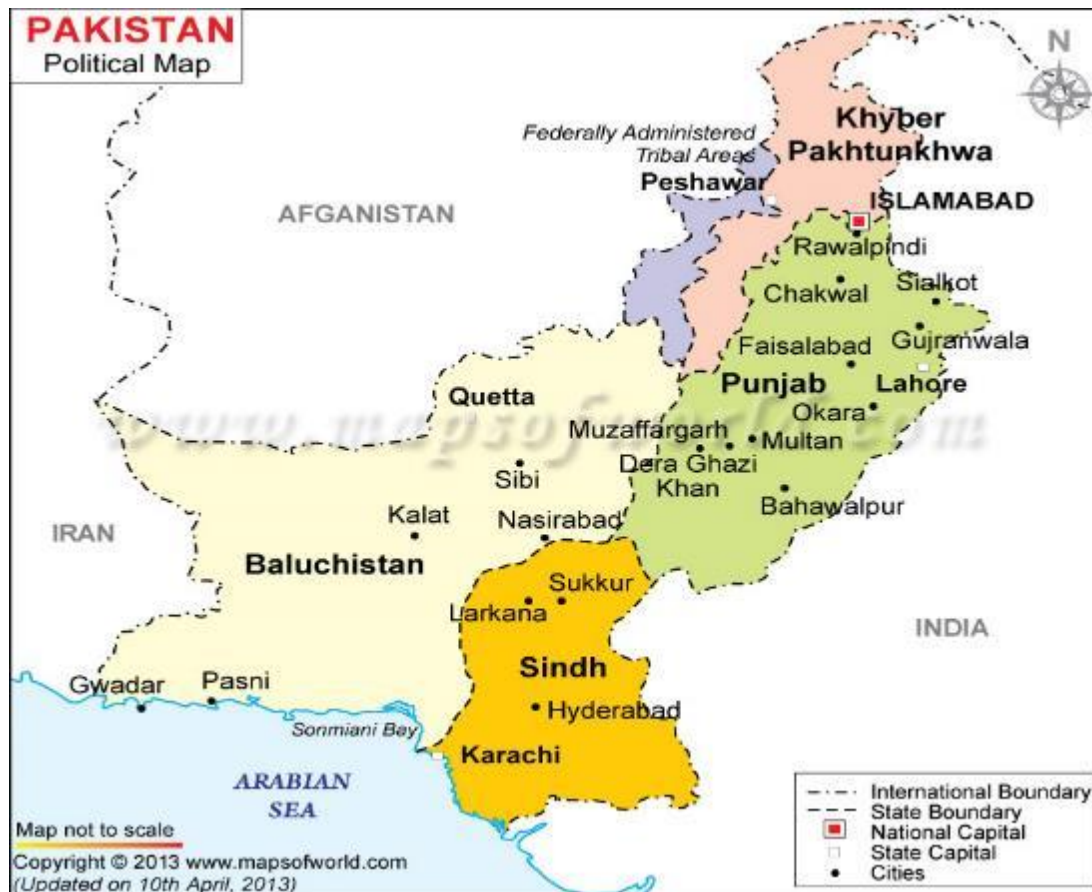 PAKISTAN
Political Map
N
Khyber
Pakhtunkhwa
Federally Administered
Tribal Areas
Peshawar
ISLAMABAD
AFGANISTAN
Rawalpindi
Chakwal
Sialkot
Gujranwala
Faisalabad
Punjab
Lahore
Quetta
Okara
www.mapsofworld.com
Muzaffargarh
Multan
Dera Ghazi
Khan
Sibi
Bahawalpur
Kalat
Nasirabad
IRAN
Baluchistan
Sukkur
Larkana
INDIA
Sindh
Gwadar
Pasni
Hyderabad
Sonmiani Bay
Karachi
ARABIAN
SEA
Map not to scale
Copyright © 2013 www.mapsofworld.com
(Updated on 10th April, 2013)
International Boundary
State Boundary
National Capital
State Capital
Cities